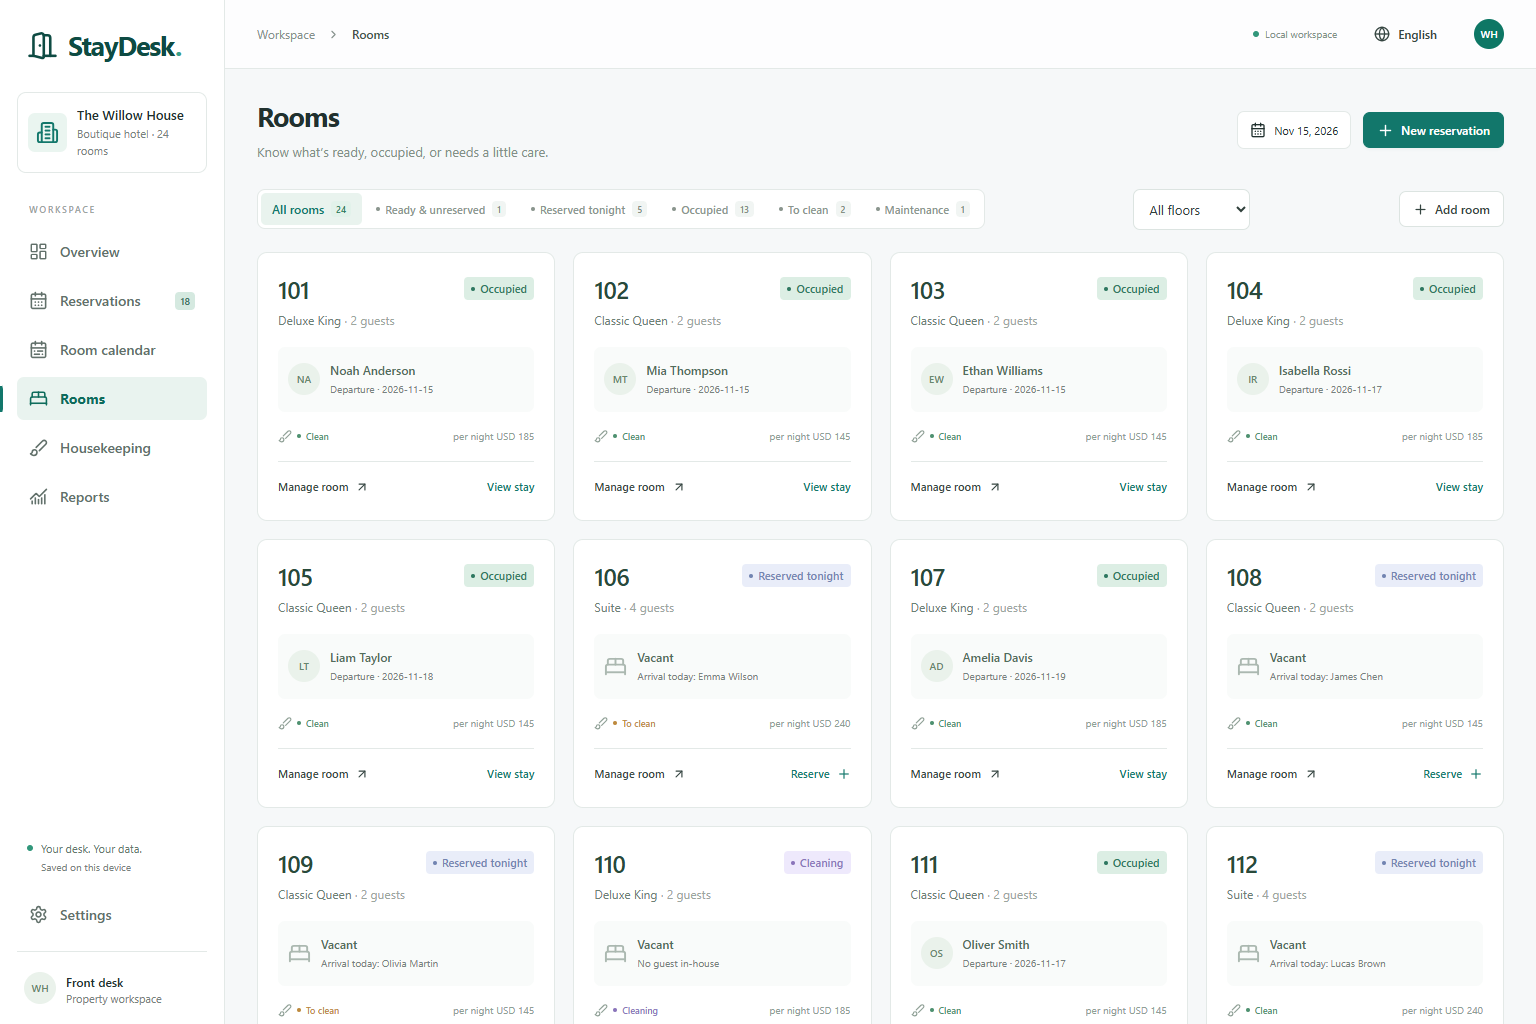 StayDesk.
The Willow House
Boutique hotel · 24
rooms
WORKSPACE
Overview
Reservations 18
Room calendar
Rooms
Housekeeping
Reports
Your desk. Your data.
Saved on this device
Settings
WH Front desk
Property workspace
Workspace > Rooms
Local workspace English WH
Rooms
Know what's ready, occupied, or needs a little care.
Nov 15, 2026 + New reservation
All rooms 24 Ready & unreserved 1 Reserved tonight 5 Occupied 13 To clean 2 Maintenance 1
All floors
+ Add room
101 Occupied
Deluxe King · 2 guests
NA Noah Anderson
Departure · 2026-11-15
Clean per night USD 185
Manage room View stay
102 Occupied
Classic Queen · 2 guests
MT Mia Thompson
Departure · 2026-11-15
Clean per night USD 145
Manage room View stay
103 Occupied
Classic Queen · 2 guests
EW Ethan Williams
Departure · 2026-11-15
Clean per night USD 145
Manage room View stay
104 Occupied
Deluxe King · 2 guests
IR Isabella Rossi
Departure · 2026-11-17
Clean per night USD 185
Manage room View stay
105 Occupied
Classic Queen · 2 guests
LT Liam Taylor
Departure · 2026-11-18
Clean per night USD 145
Manage room View stay
106 Reserved tonight
Suite · 4 guests
Vacant
Arrival today: Emma Wilson
To clean per night USD 240
Manage room Reserve +
107 Occupied
Deluxe King · 2 guests
AD Amelia Davis
Departure · 2026-11-19
Clean per night USD 185
Manage room View stay
108 Reserved tonight
Classic Queen · 2 guests
Vacant
Arrival today: James Chen
Clean per night USD 145
Manage room Reserve +
109 Reserved tonight
Classic Queen · 2 guests
Vacant
Arrival today: Olivia Martin
To clean per night USD 145
110 Cleaning
Deluxe King · 2 guests
Vacant
No guest in-house
Cleaning per night USD 185
111 Occupied
Classic Queen · 2 guests
OS Oliver Smith
Departure · 2026-11-17
Clean per night USD 145
112 Reserved tonight
Suite · 4 guests
Vacant
Arrival today: Lucas Brown
Clean per night USD 240